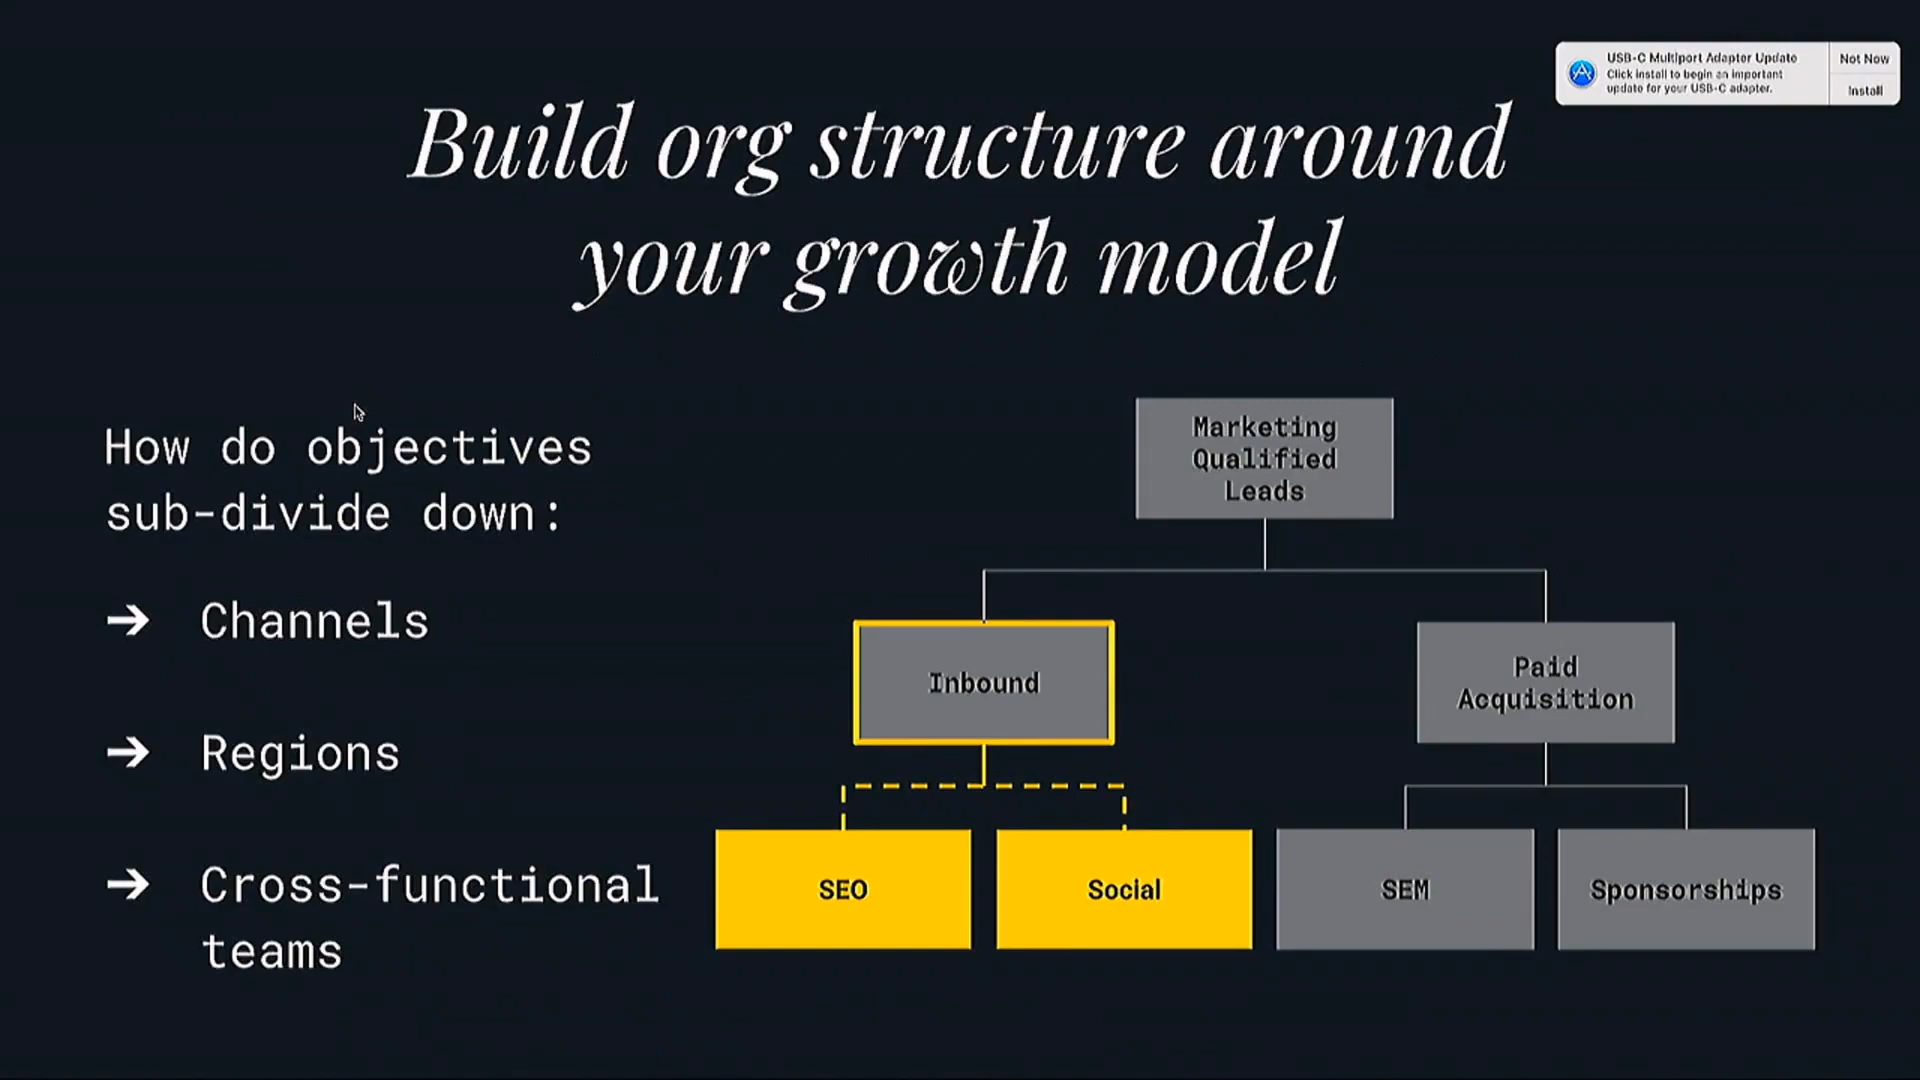 USB-C Multiport Adapter Update
Click install to begin an important
update for your USB-C adapter.
Not Now
Install
Build org structure around
your growth model
How do objectives
sub-divide down:
→ Channels
→ Regions
→ Cross-functional
teams
Marketing
Qualified
Leads
Inbound
Paid
Acquisition
SEO
Social
SEM
Sponsorships